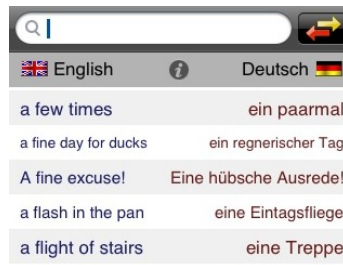 English Deutsch
a few times ein paarmal
a fine day for ducks ein regnerischer Tag
A fine excuse! Eine hübsche Ausrede!
a flash in the pan eine Eintagsfliege
a flight of stairs eine Treppe